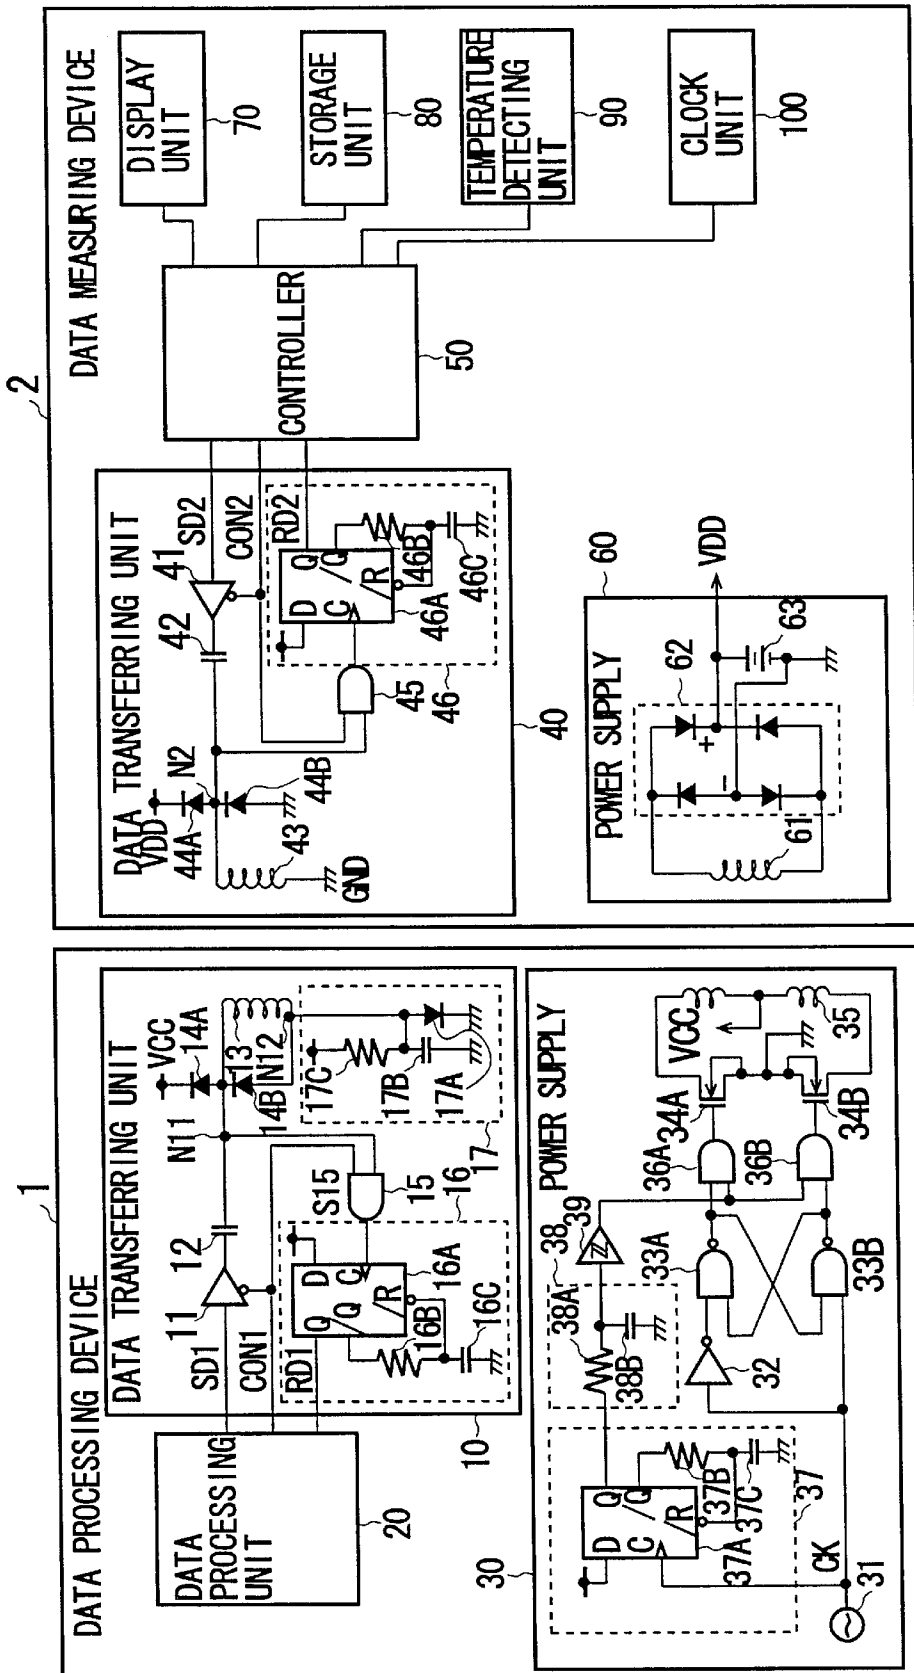 1
DATA PROCESSING DEVICE
DATA
PROCESSING
UNIT
20
DATA TRANSFERRING UNIT
10
SD1
CON1
RD1
11
12
N11
VCC
14A
13
14B
N12
S15
15
16
D
C
Q
/Q
/R
16A
16B
16C
17C
17B
17A
17
POWER SUPPLY
30
31
CK
32
D
C
Q
/Q
/R
37A
37B
37C
37
38
38A
38B
39
33A
33B
36A
36B
34A
34B
VCC
35
2
DATA MEASURING DEVICE
DATA TRANSFERRING UNIT
40
VDD
44A
N2
44B
43
GND
42
41
SD2
CON2
RD2
45
46
D
C
Q
/Q
/R
46A
46B
46C
CONTROLLER
50
DISPLAY
UNIT
70
STORAGE
UNIT
80
TEMPERATURE
DETECTING
UNIT
90
CLOCK
UNIT
100
POWER SUPPLY
60
61
62
+
-
63
VDD